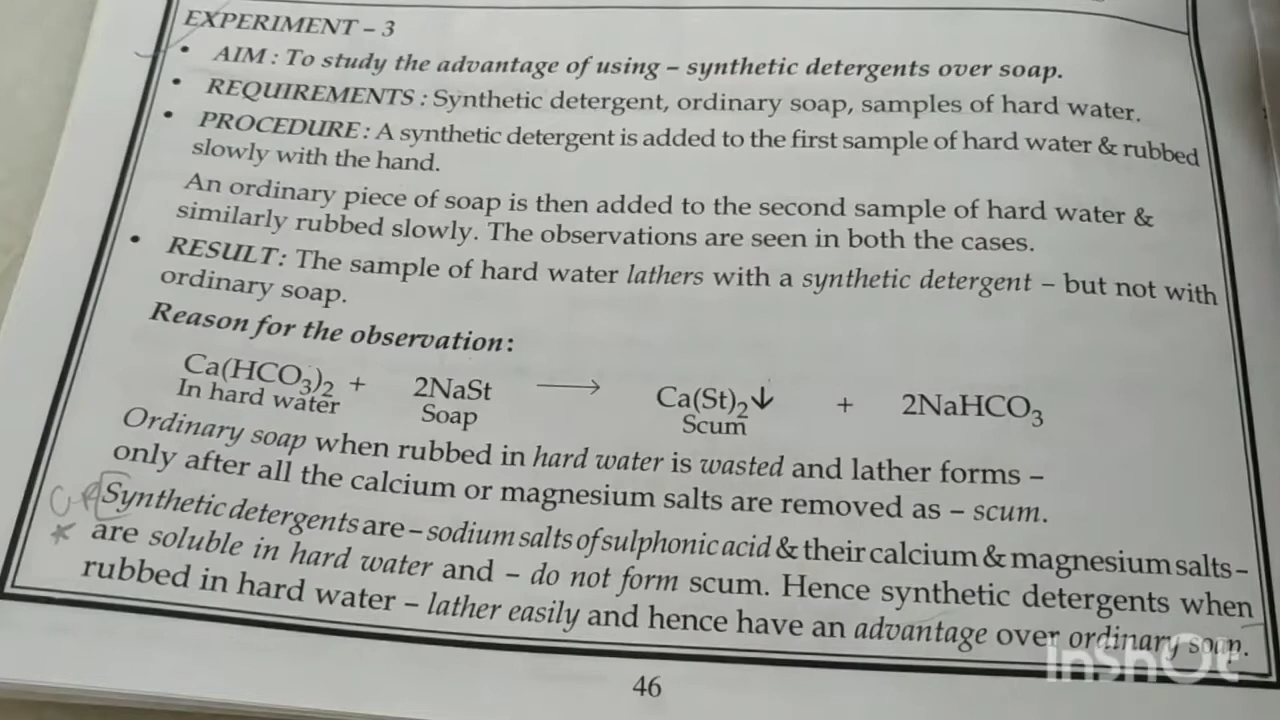 EXPERIMENT – 3
• AIM : To study the advantage of using – synthetic detergents over soap.
• REQUIREMENTS : Synthetic detergent, ordinary soap, samples of hard water.
• PROCEDURE : A synthetic detergent is added to the first sample of hard water & rubbed
slowly with the hand.
An ordinary piece of soap is then added to the second sample of hard water &
similarly rubbed slowly. The observations are seen in both the cases.
• RESULT : The sample of hard water lathers with a synthetic detergent – but not with
ordinary soap.
Reason for the observation:
Ca(HCO₃)₂ + 2NaSt ⟶ Ca(St)₂↓ + 2NaHCO₃
In hard water Soap Scum
Ordinary soap when rubbed in hard water is wasted and lather forms –
only after all the calcium or magnesium salts are removed as – scum.
Synthetic detergents are – sodium salts of sulphonic acid & their calcium & magnesium salts –
are soluble in hard water and – do not form scum. Hence synthetic detergents when
rubbed in hard water – lather easily and hence have an advantage over ordinary soap.
46
InShOt